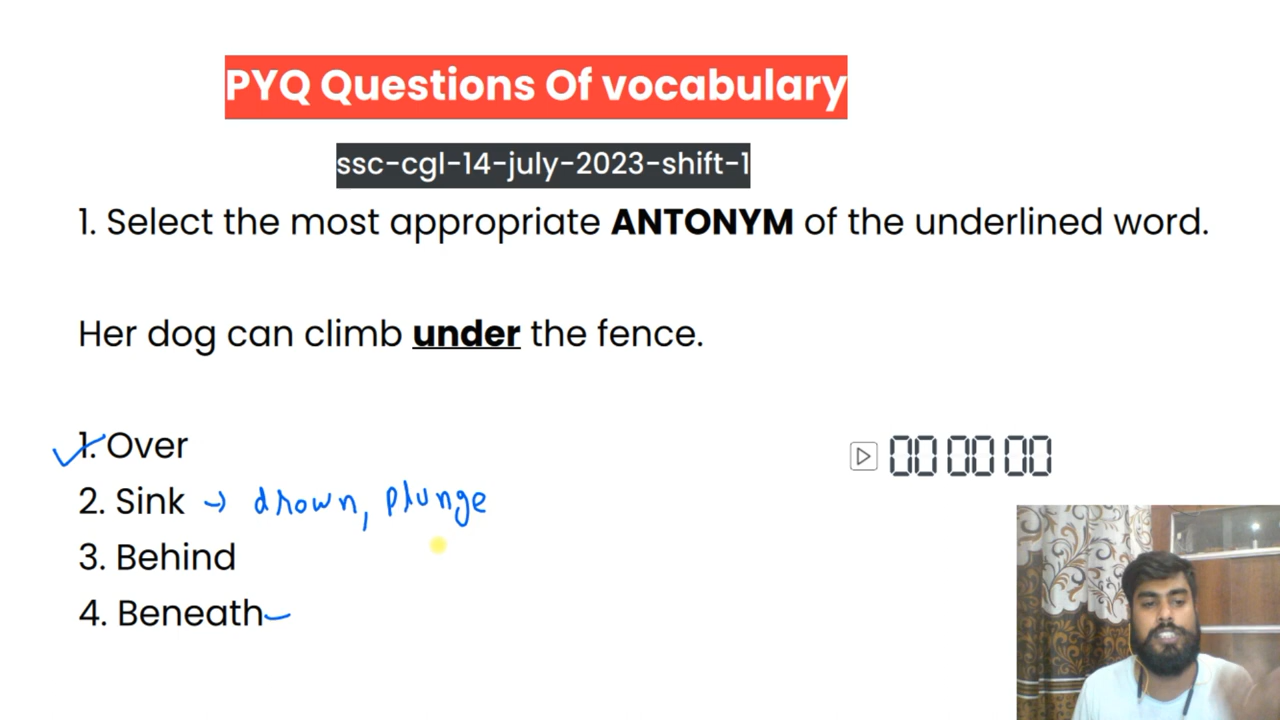 PYQ Questions Of vocabulary
ssc-cgl-14-july-2023-shift-1
1. Select the most appropriate ANTONYM of the underlined word.
Her dog can climb under the fence.
1. Over
2. Sink → drown, plunge
3. Behind
4. Beneath
00 00 00